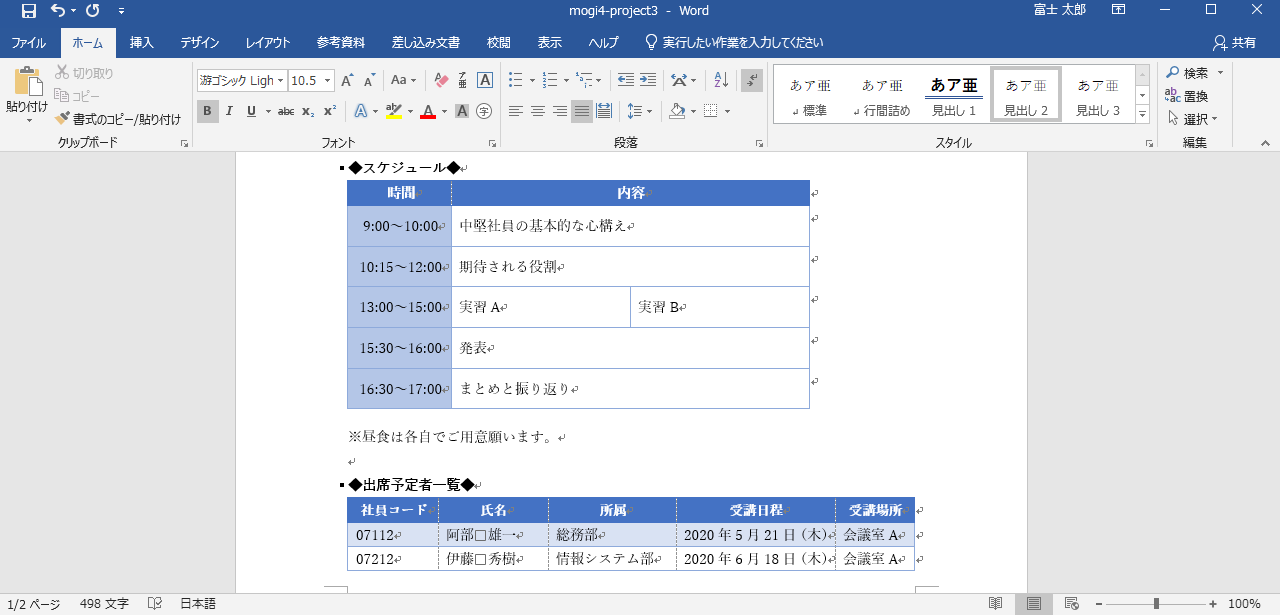 mogi4-project3 - Word
富士 太郎
ファイル ホーム 挿入 デザイン レイアウト 参考資料 差し込み文書 校閲 表示 ヘルプ 実行したい作業を入力してください 共有
貼り付け
切り取り
コピー
書式のコピー/貼り付け
クリップボード
游ゴシック Ligh 10.5
フォント
段落
あア亜 標準
あア亜 行間詰め
あア亜 見出し 1
あア亜 見出し 2
あア亜 見出し 3
スタイル
検索
置換
選択
編集
◆スケジュール◆
時間 内容
9:00～10:00 中堅社員の基本的な心構え
10:15～12:00 期待される役割
13:00～15:00 実習 A 実習 B
15:30～16:00 発表
16:30～17:00 まとめと振り返り
※昼食は各自でご用意願います。
◆出席予定者一覧◆
社員コード 氏名 所属 受講日程 受講場所
07112 阿部□雄一 総務部 2020 年 5 月 21 日（木） 会議室 A
07212 伊藤□秀樹 情報システム部 2020 年 6 月 18 日（木） 会議室 A
1/2 ページ 498 文字 日本語 100%